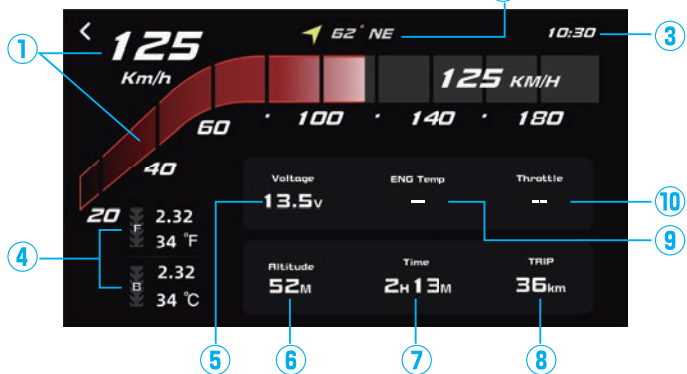 125
Km/h
62° NE
10:30
125 KM/H
20
40
60
100
140
180
F
2.32
34 °F
B
2.32
34 °C
Voltage
13.5V
ENG Temp
–
Throttle
--
Altitude
52M
Time
2H13M
TRIP
36km
1
3
4
5
6
7
8
9
10